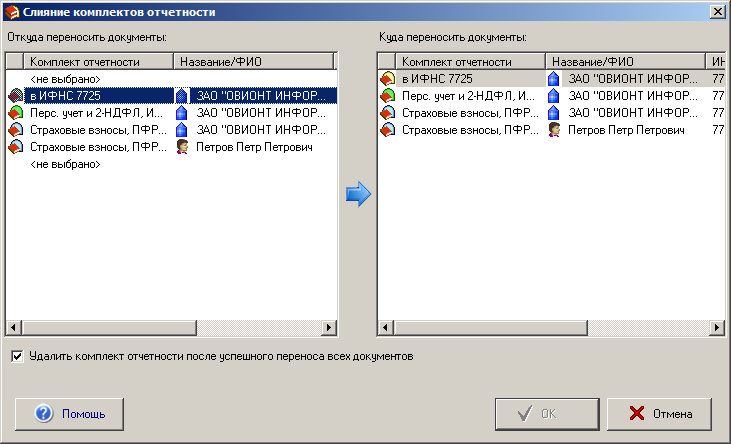 Слияние комплектов отчетности
Откуда переносить документы:
Комплект отчетности Название/ФИО
<не выбрано>
в ИФНС 7725 ЗАО "ОВИОНТ ИНФОР...
Перс. учет и 2-НДФЛ, И... ЗАО "ОВИОНТ ИНФОР...
Страховые взносы, ПФР... ЗАО "ОВИОНТ ИНФОР...
Страховые взносы, ПФР... Петров Петр Петрович
<не выбрано>
Куда переносить документы:
Комплект отчетности Название/ФИО ИН
в ИФНС 7725 ЗАО "ОВИОНТ ИНФОР... 77
Перс. учет и 2-НДФЛ, И... ЗАО "ОВИОНТ ИНФОР... 77
Страховые взносы, ПФР... ЗАО "ОВИОНТ ИНФОР... 77
Страховые взносы, ПФР... Петров Петр Петрович 77
Удалить комплект отчетности после успешного переноса всех документов
Помощь OK Отмена